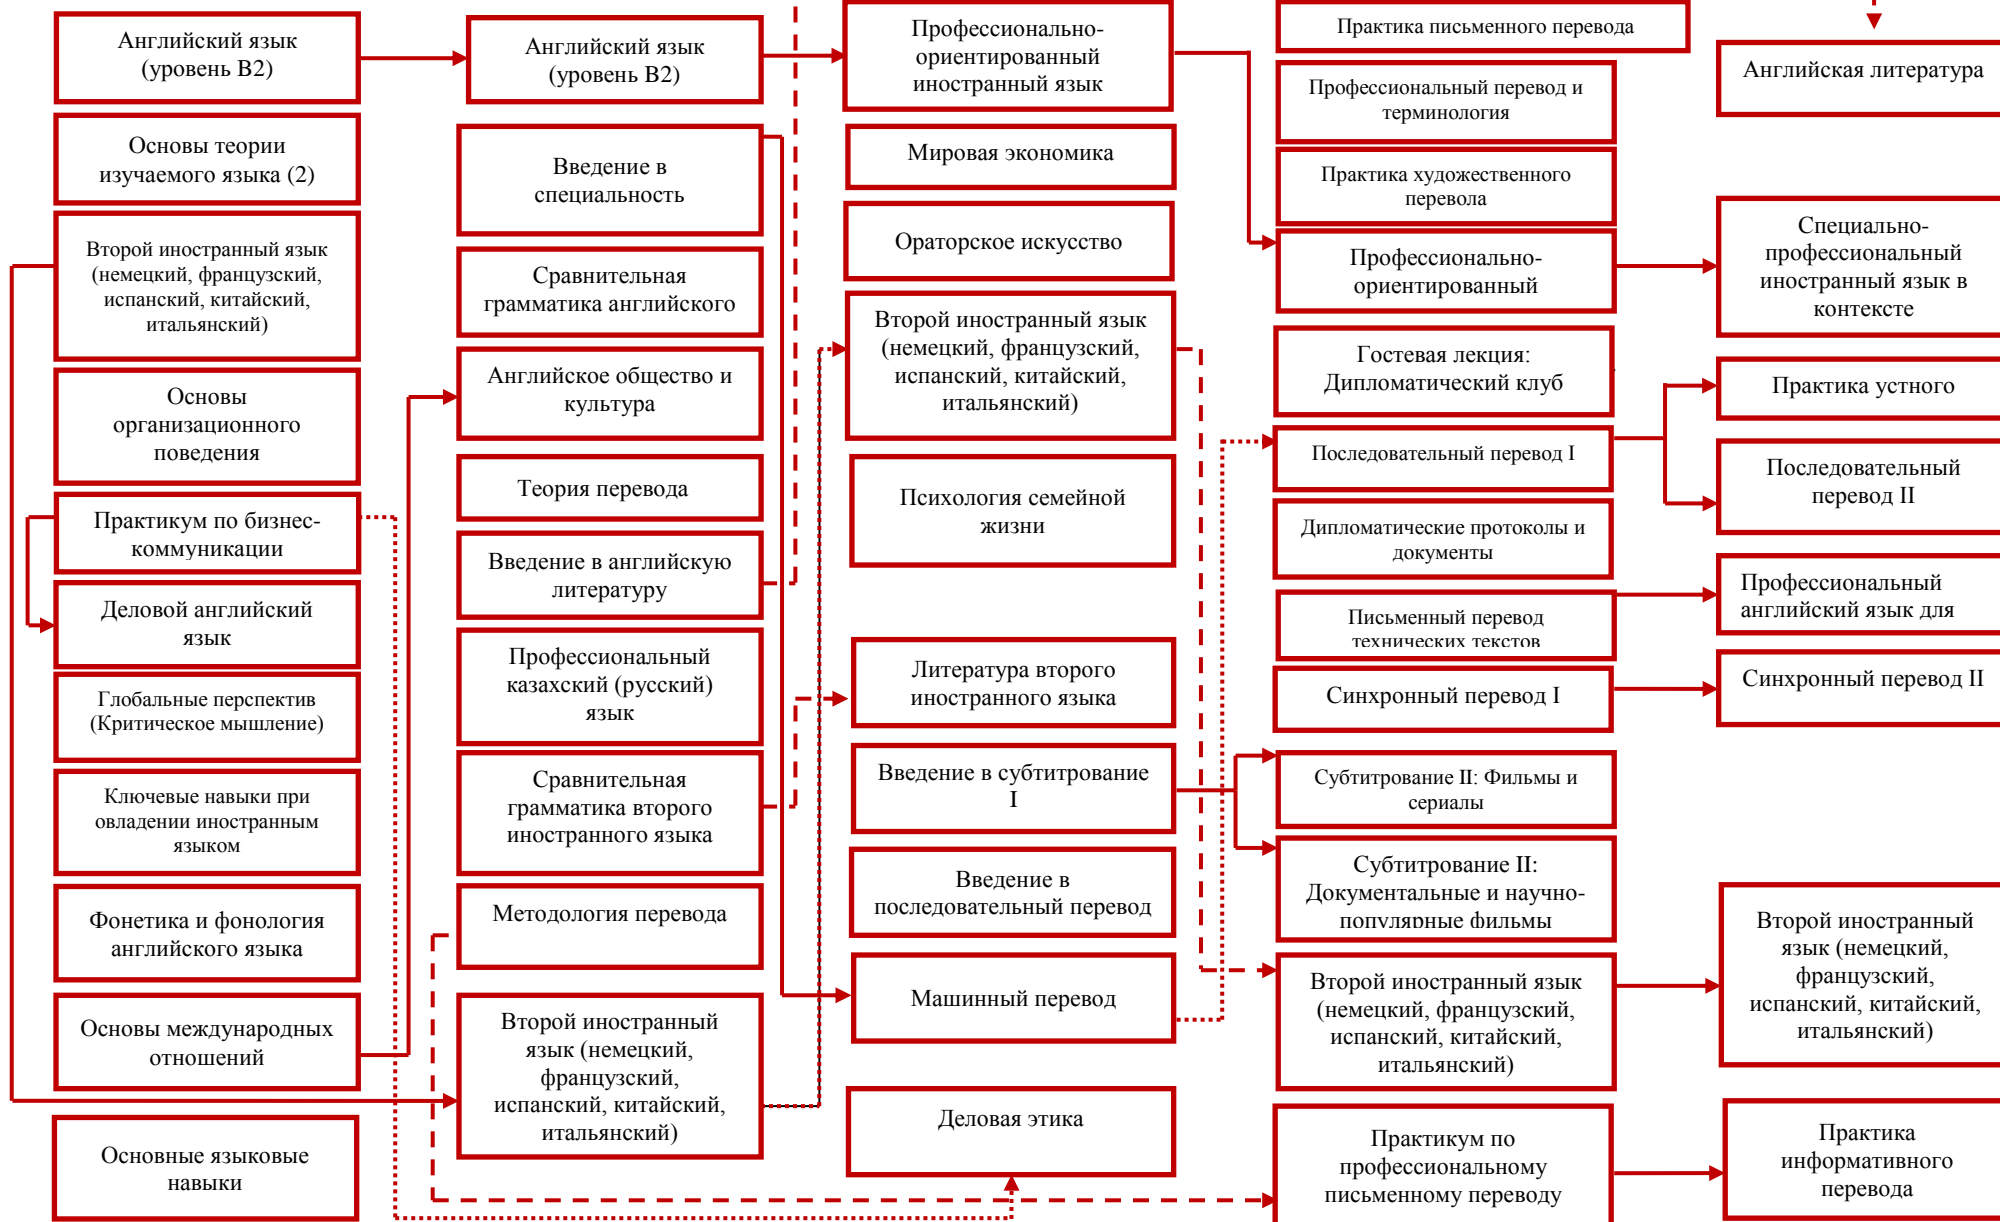 Английский язык
(уровень В2)
Основы теории
изучаемого языка (2)
Второй иностранный язык
(немецкий, французский,
испанский, китайский,
итальянский)
Основы
организационного
поведения
Практикум по бизнес-
коммуникации
Деловой английский
язык
Глобальные перспектив
(Критическое мышление)
Ключевые навыки при
овладении иностранным
языком
Фонетика и фонология
английского языка
Основы международных
отношений
Основные языковые
навыки
Английский язык
(уровень В2)
Введение в
специальность
Сравнительная
грамматика английского
Английское общество и
культура
Теория перевода
Введение в английскую
литературу
Профессиональный
казахский (русский)
язык
Сравнительная
грамматика второго
иностранного языка
Методология перевода
Второй иностранный
язык (немецкий,
французский,
испанский, китайский,
итальянский)
Профессионально-
ориентированный
иностранный язык
Мировая экономика
Ораторское искусство
Второй иностранный язык
(немецкий, французский,
испанский, китайский,
итальянский)
Психология семейной
жизни
Литература второго
иностранного языка
Введение в субтитрование
I
Введение в
последовательный перевод
Машинный перевод
Деловая этика
Практика письменного перевода
Профессиональный перевод и
терминология
Практика художественного
перевола
Профессионально-
ориентированный
Гостевая лекция:
Дипломатический клуб
Последовательный перевод I
Дипломатические протоколы и
документы
Письменный перевод
технических текстов
Синхронный перевод I
Субтитрование II: Фильмы и
сериалы
Субтитрование II:
Документальные и научно-
популярные фильмы
Второй иностранный язык
(немецкий, французский,
испанский, китайский,
итальянский)
Практикум по
профессиональному
письменному переводу
Английская литература
Специально-
профессиональный
иностранный язык в
контексте
Практика устного
Последовательный
перевод II
Профессиональный
английский язык для
Синхронный перевод II
Второй иностранный
язык (немецкий,
французский,
испанский, китайский,
итальянский)
Практика
информативного
перевода